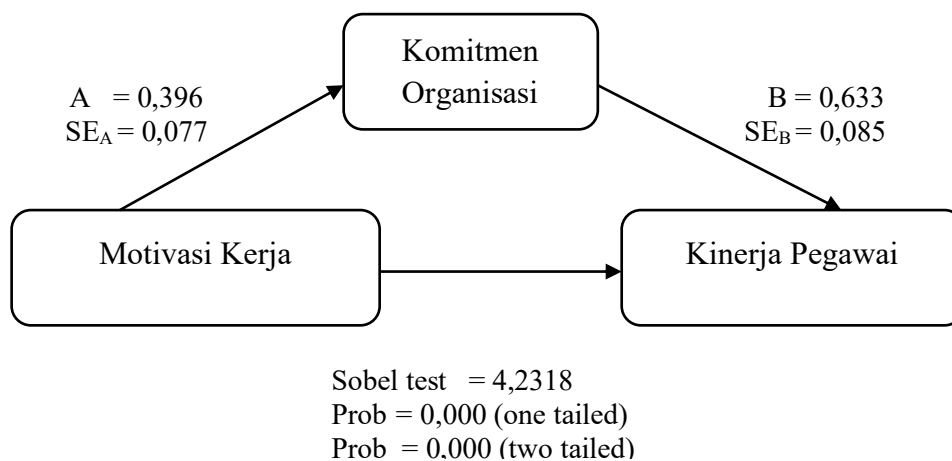 Komitmen
Organisasi
A = 0,396
SEA = 0,077
B = 0,633
SEB = 0,085
Motivasi Kerja
Kinerja Pegawai
Sobel test = 4,2318
Prob = 0,000 (one tailed)
Prob = 0,000 (two tailed)